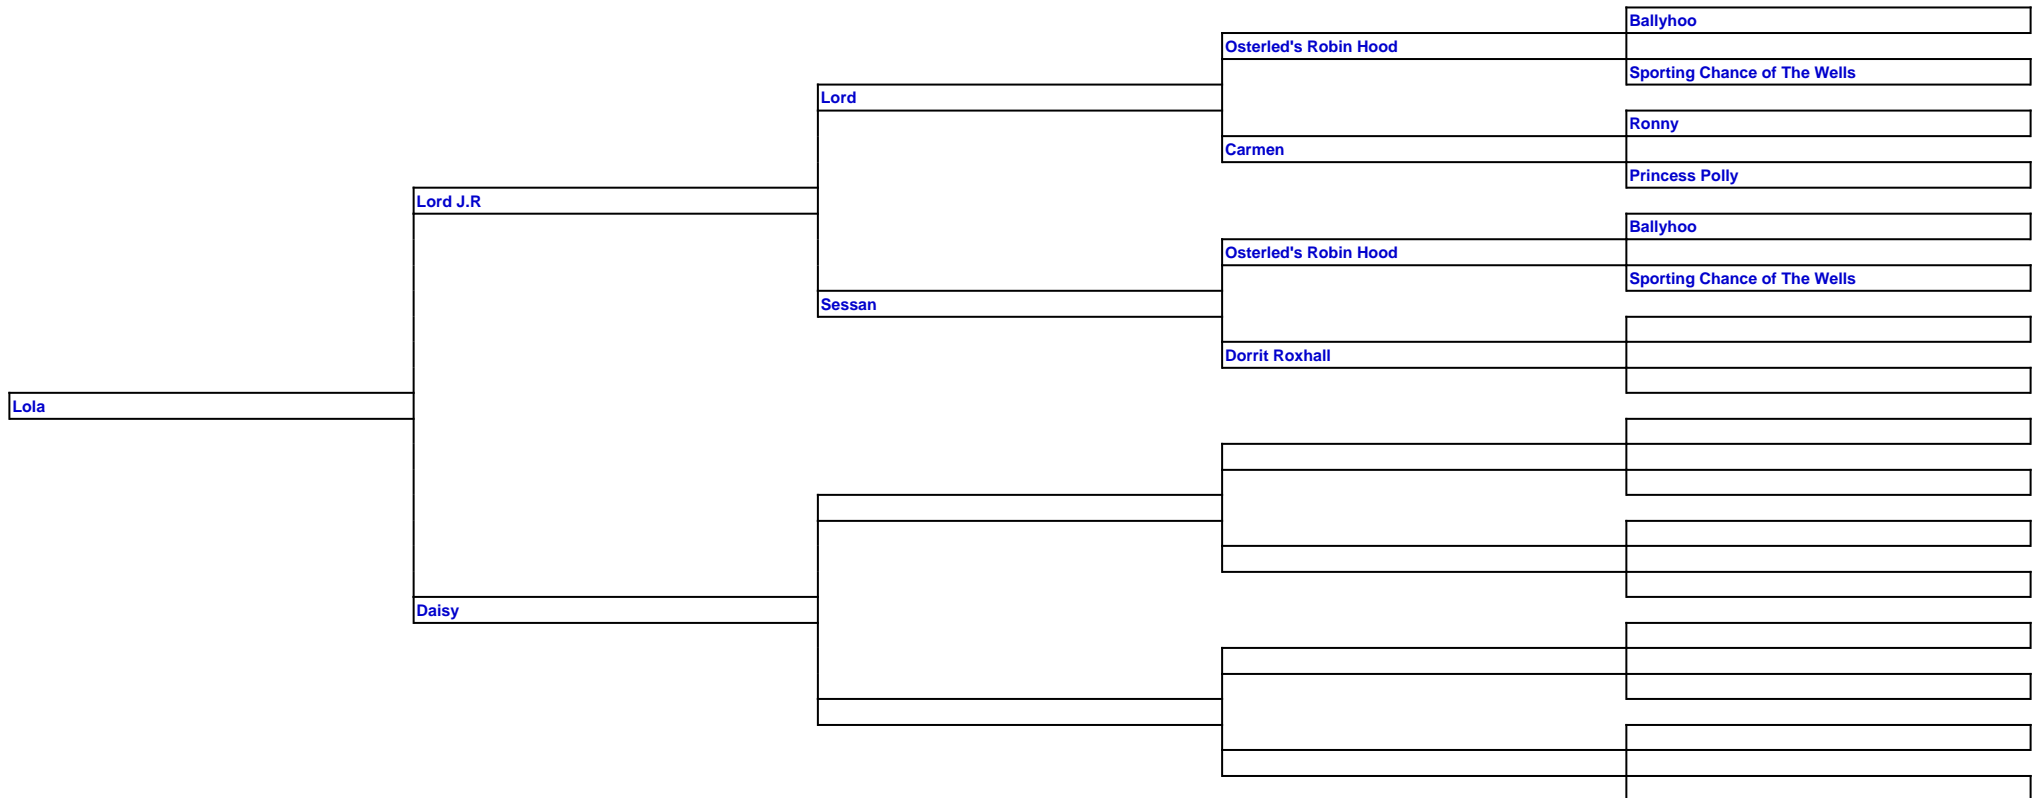 Ballyhoo
Osterled's Robin Hood
Sporting Chance of The Wells
Lord
Ronny
Carmen
Princess Polly
Lord J.R
Ballyhoo
Osterled's Robin Hood
Sporting Chance of The Wells
Sessan
Dorrit Roxhall
Lola
Daisy